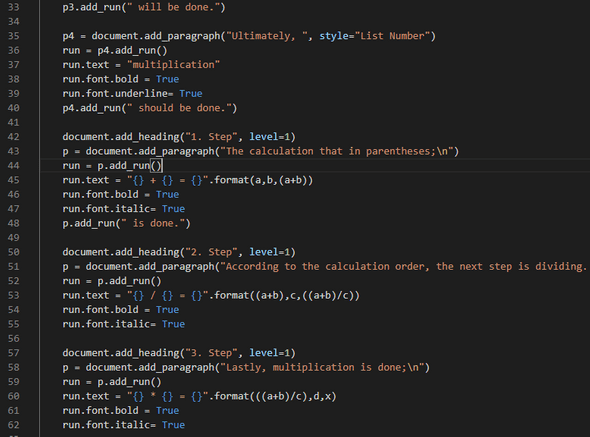 33 p3.add_run(" will be done.")
34
35 p4 = document.add_paragraph("Ultimately, ", style="List Number")
36 run = p4.add_run()
37 run.text = "multiplication"
38 run.font.bold = True
39 run.font.underline= True
40 p4.add_run(" should be done.")
41
42 document.add_heading("1. Step", level=1)
43 p = document.add_paragraph("The calculation that in parentheses;\n")
44 run = p.add_run()
45 run.text = "{} + {} = {}".format(a,b,(a+b))
46 run.font.bold = True
47 run.font.italic= True
48 p.add_run(" is done.")
49
50 document.add_heading("2. Step", level=1)
51 p = document.add_paragraph("According to the calculation order, the next step is dividing.
52 run = p.add_run()
53 run.text = "{} / {} = {}".format((a+b),c,((a+b)/c))
54 run.font.bold = True
55 run.font.italic= True
56
57 document.add_heading("3. Step", level=1)
58 p = document.add_paragraph("Lastly, multiplication is done;\n")
59 run = p.add_run()
60 run.text = "{} * {} = {}".format(((a+b)/c),d,x)
61 run.font.bold = True
62 run.font.italic= True